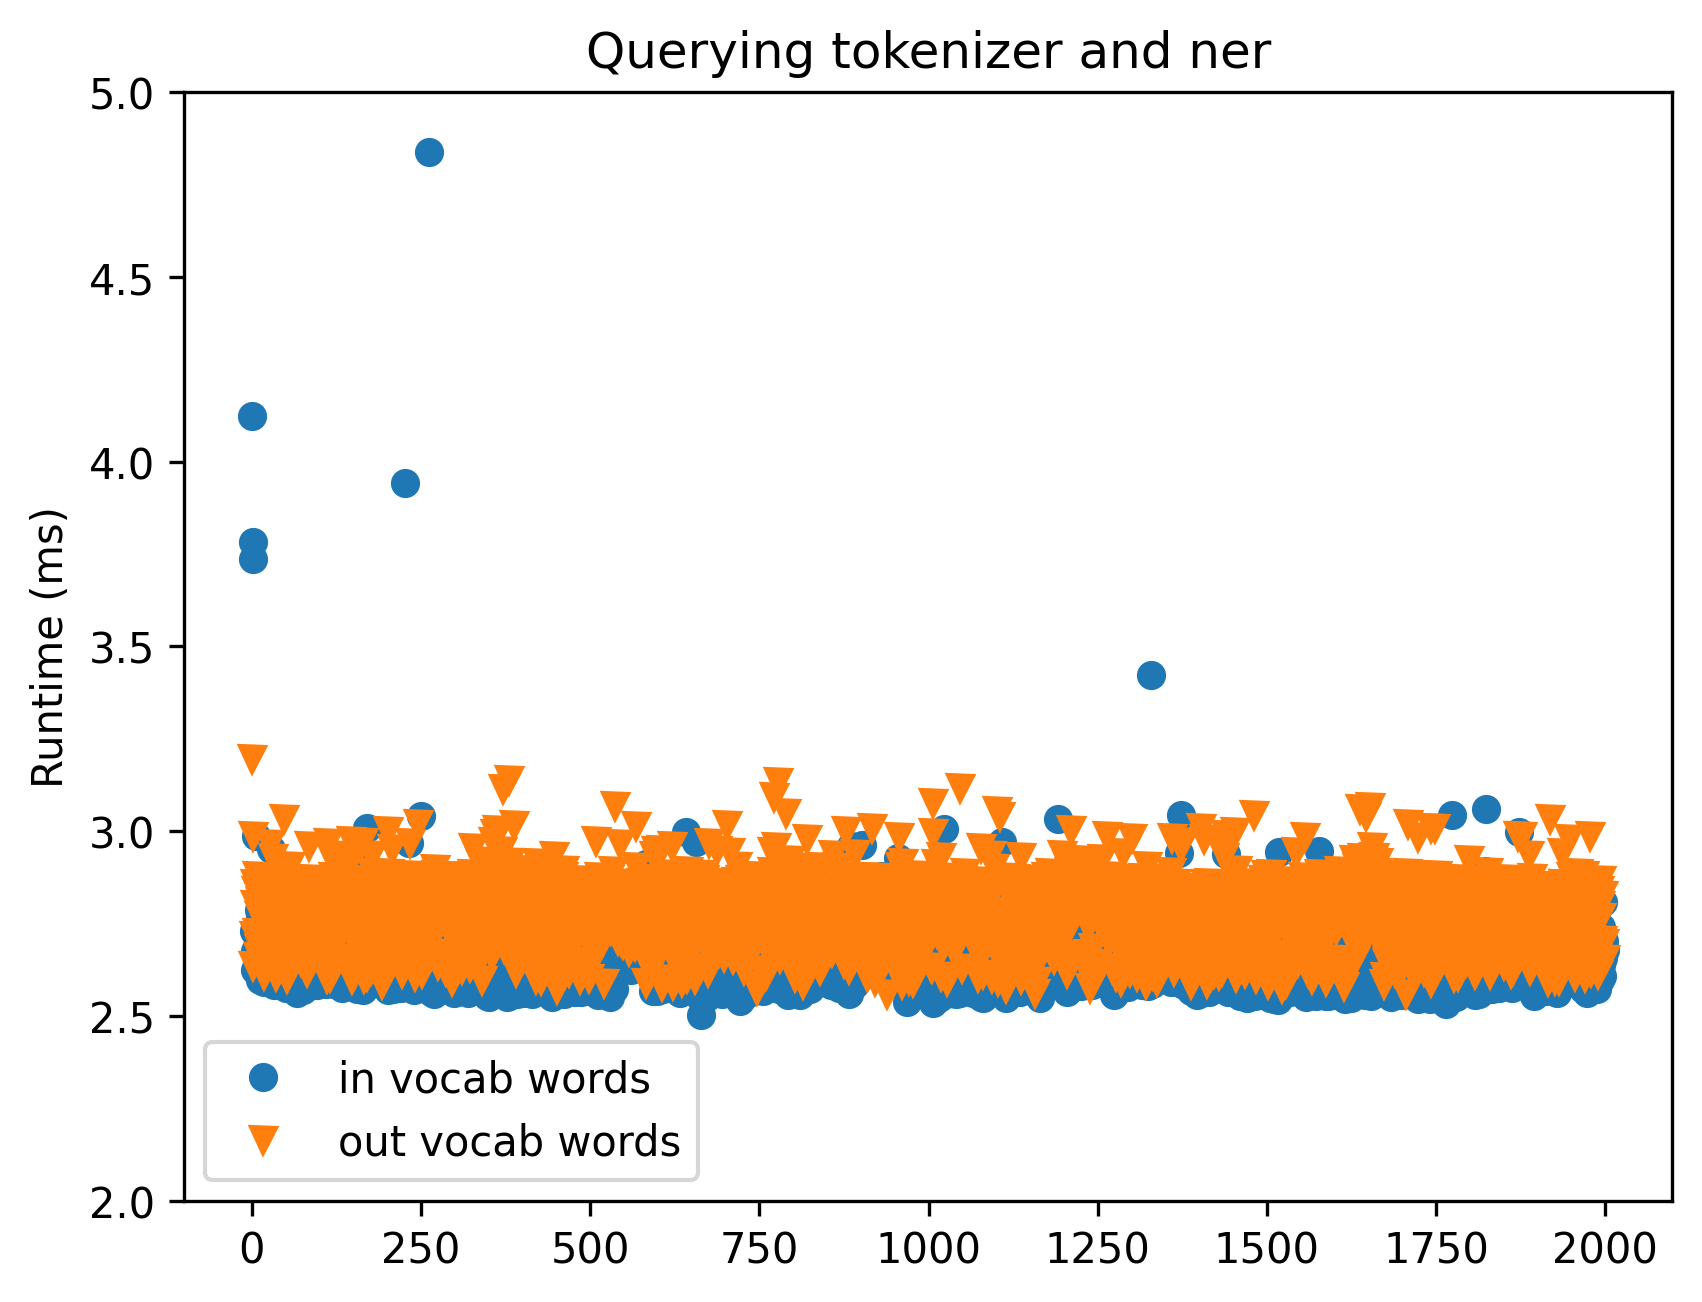 Querying tokenizer and ner
5.0
4.5
4.0
3.5
3.0
2.5
2.0
Runtime (ms)
in vocab words
out vocab words
0 250 500 750 1000 1250 1500 1750 2000